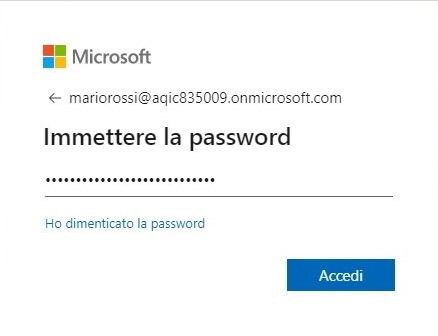 Microsoft
← mariorossi@aqic835009.onmicrosoft.com
Immettere la password
••••••••••••••••••••••••••••
Ho dimenticato la password
Accedi